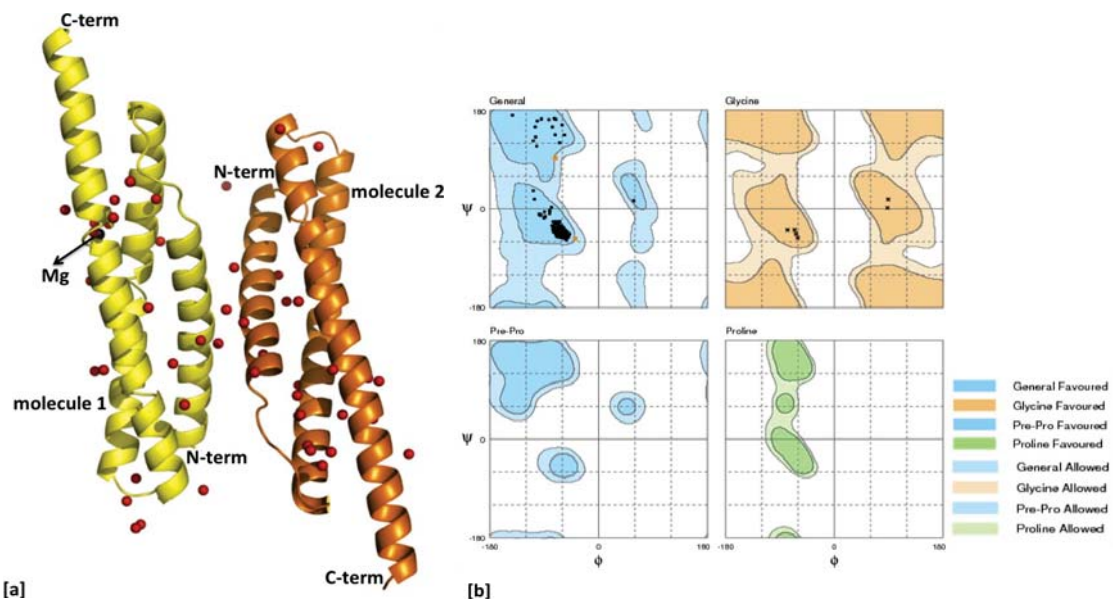 C-term
N-term
molecule 2
Mg
molecule 1
N-term
C-term
[a]
General
Glycine
180
Ψ 0
-180
Pre-Pro
Proline
180
Ψ 0
-180
-180 0 180 0 180
ϕ ϕ
General Favoured
Glycine Favoured
Pre-Pro Favoured
Proline Favoured
General Allowed
Glycine Allowed
Pre-Pro Allowed
Proline Allowed
[b]